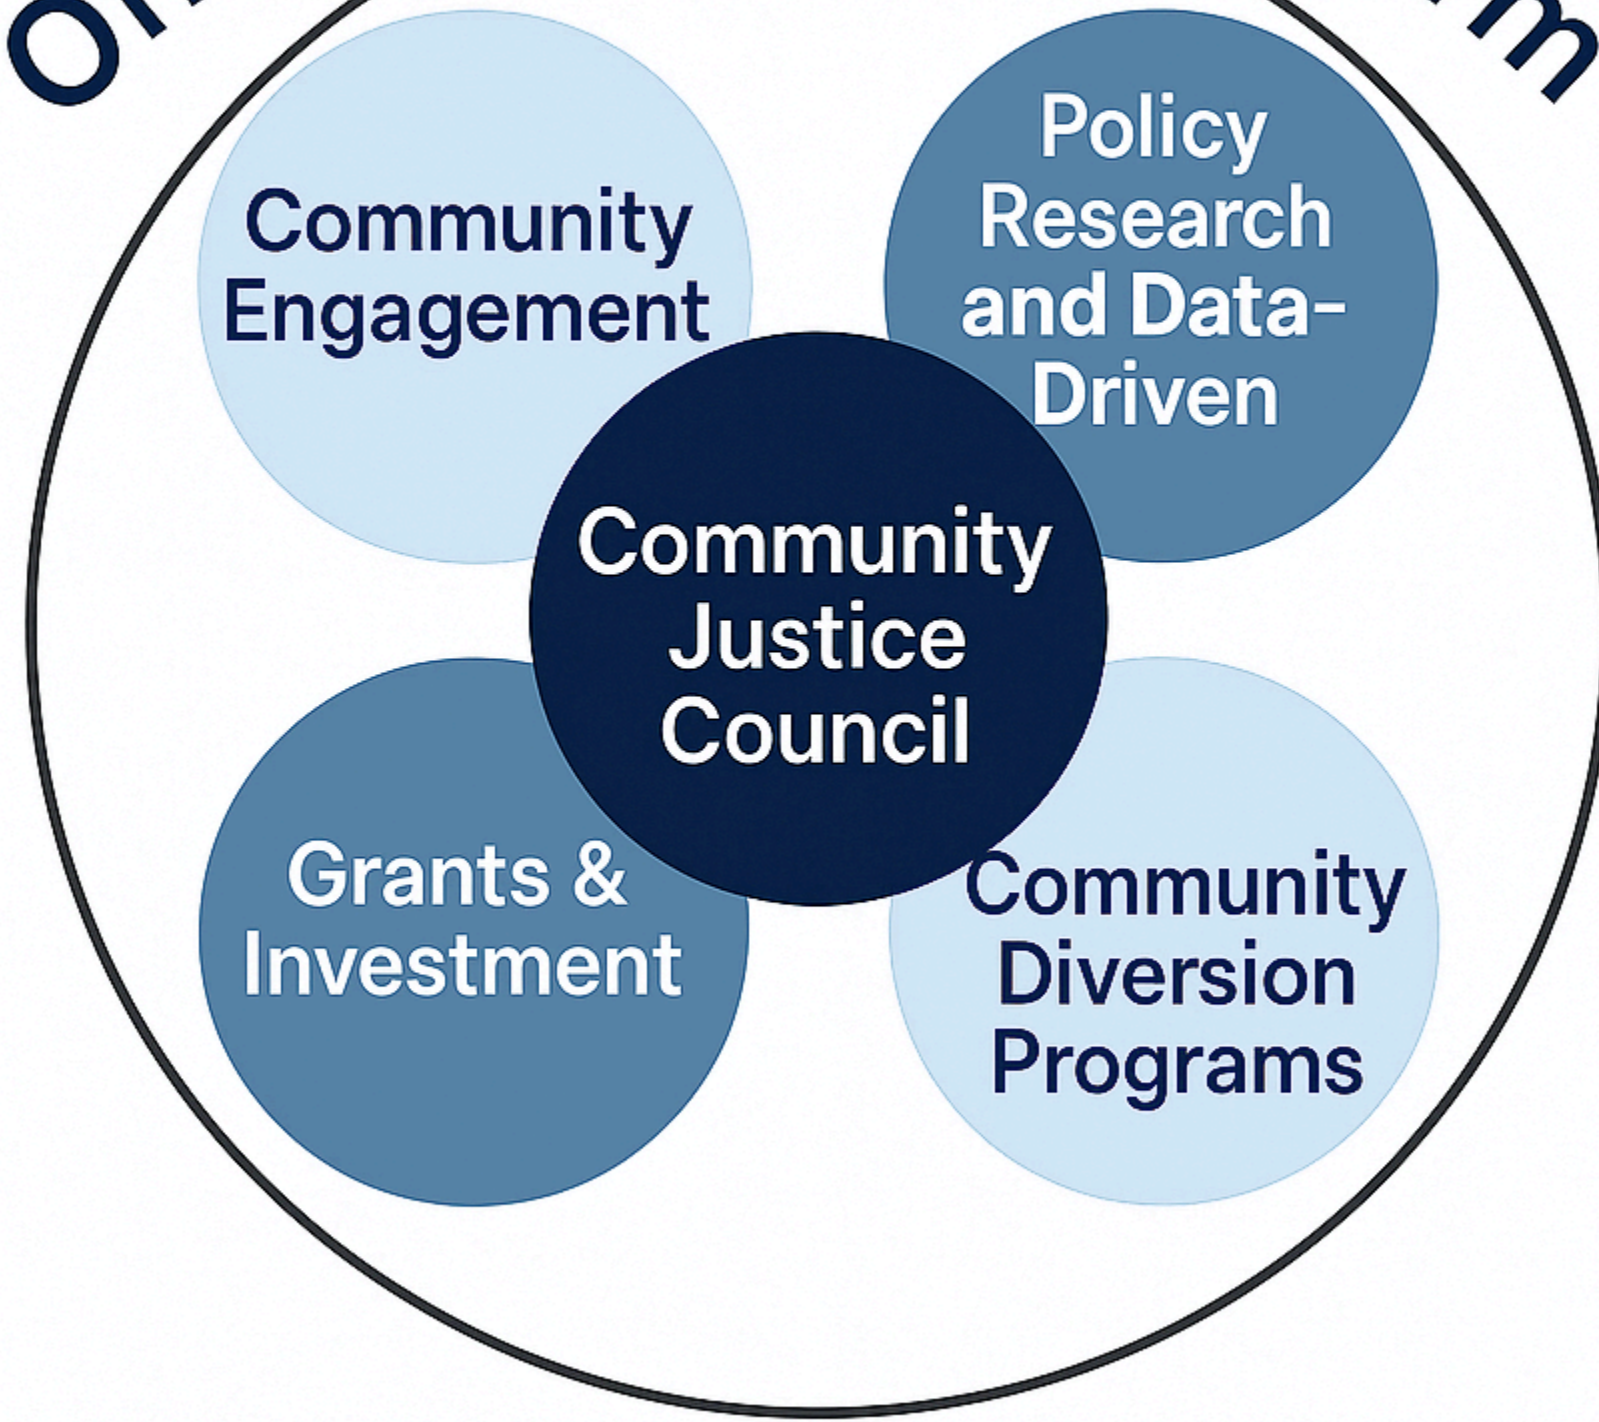 Community
Engagement
Policy
Research
and Data-
Driven
Community
Justice
Council
Grants &
Investment
Community
Diversion
Programs